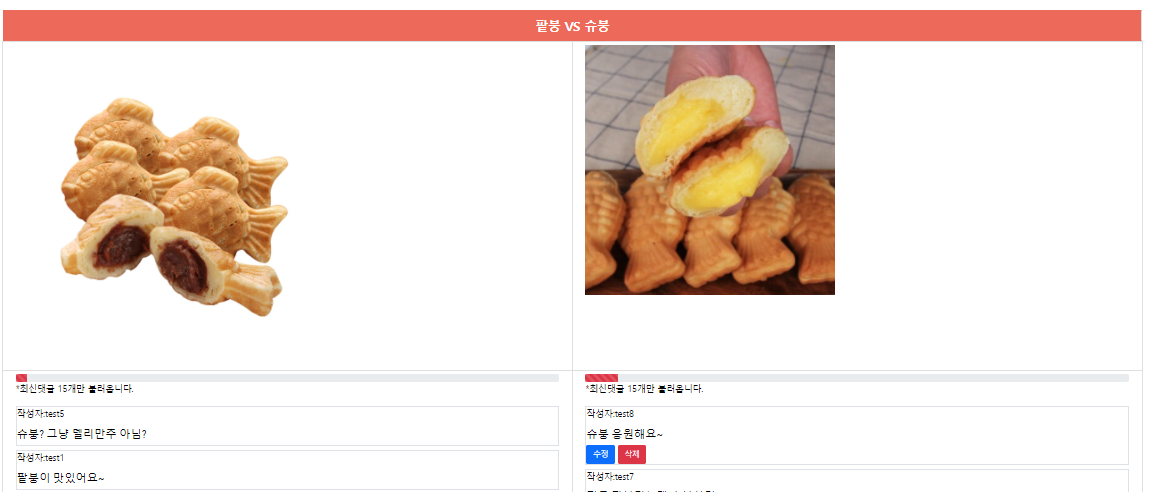 팥붕 VS 슈붕
*최신댓글 15개만 불러옵니다.
작성자:test5
슈붕? 그냥 델리만주 아님?
작성자:test1
팥붕이 맛있어요~
*최신댓글 15개만 불러옵니다.
작성자:test8
슈붕 응원해요~
수정 삭제
작성자:test7